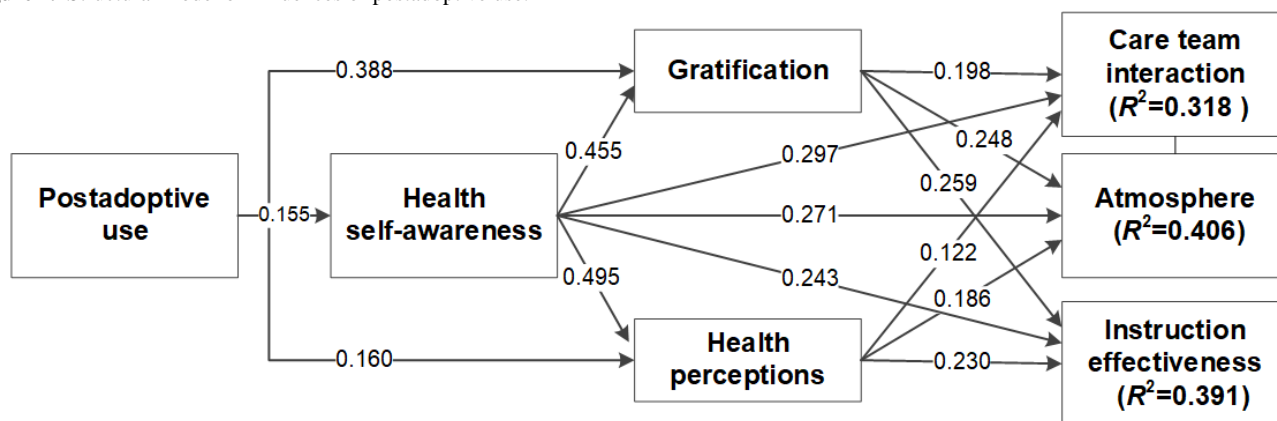 Care team
interaction
(R²=0.318 )
0.388
Gratification
0.198
0.455
0.297
0.248
Postadoptive
use
0.155
Health
self-awareness
0.259
0.271
Atmosphere
(R²=0.406)
0.495
0.243
0.122
0.186
0.160
Health
perceptions
0.230
Instruction
effectiveness
(R²=0.391)